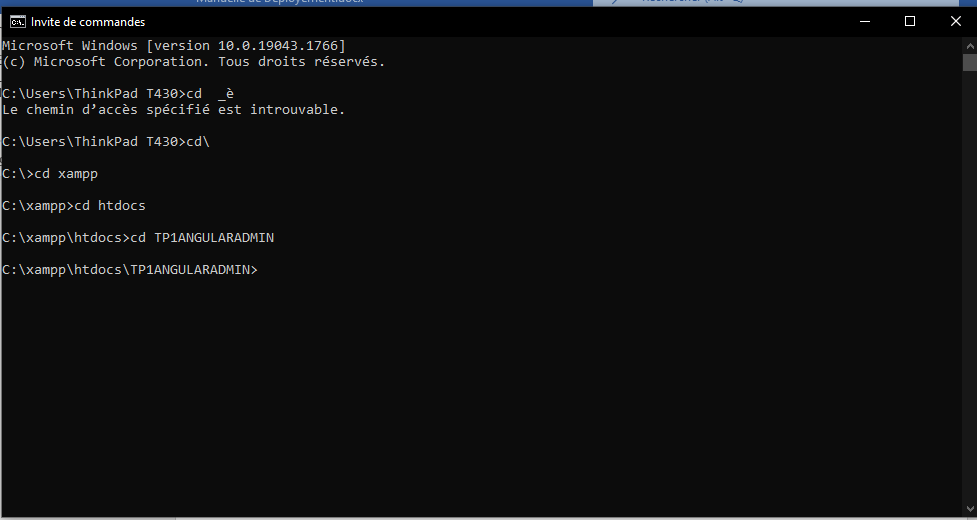 Invite de commandes
Microsoft Windows [version 10.0.19043.1766]
(c) Microsoft Corporation. Tous droits réservés.
C:\Users\ThinkPad T430>cd  _è
Le chemin d’accès spécifié est introuvable.
C:\Users\ThinkPad T430>cd\
C:\>cd xampp
C:\xampp>cd htdocs
C:\xampp\htdocs>cd TP1ANGULARADMIN
C:\xampp\htdocs\TP1ANGULARADMIN>